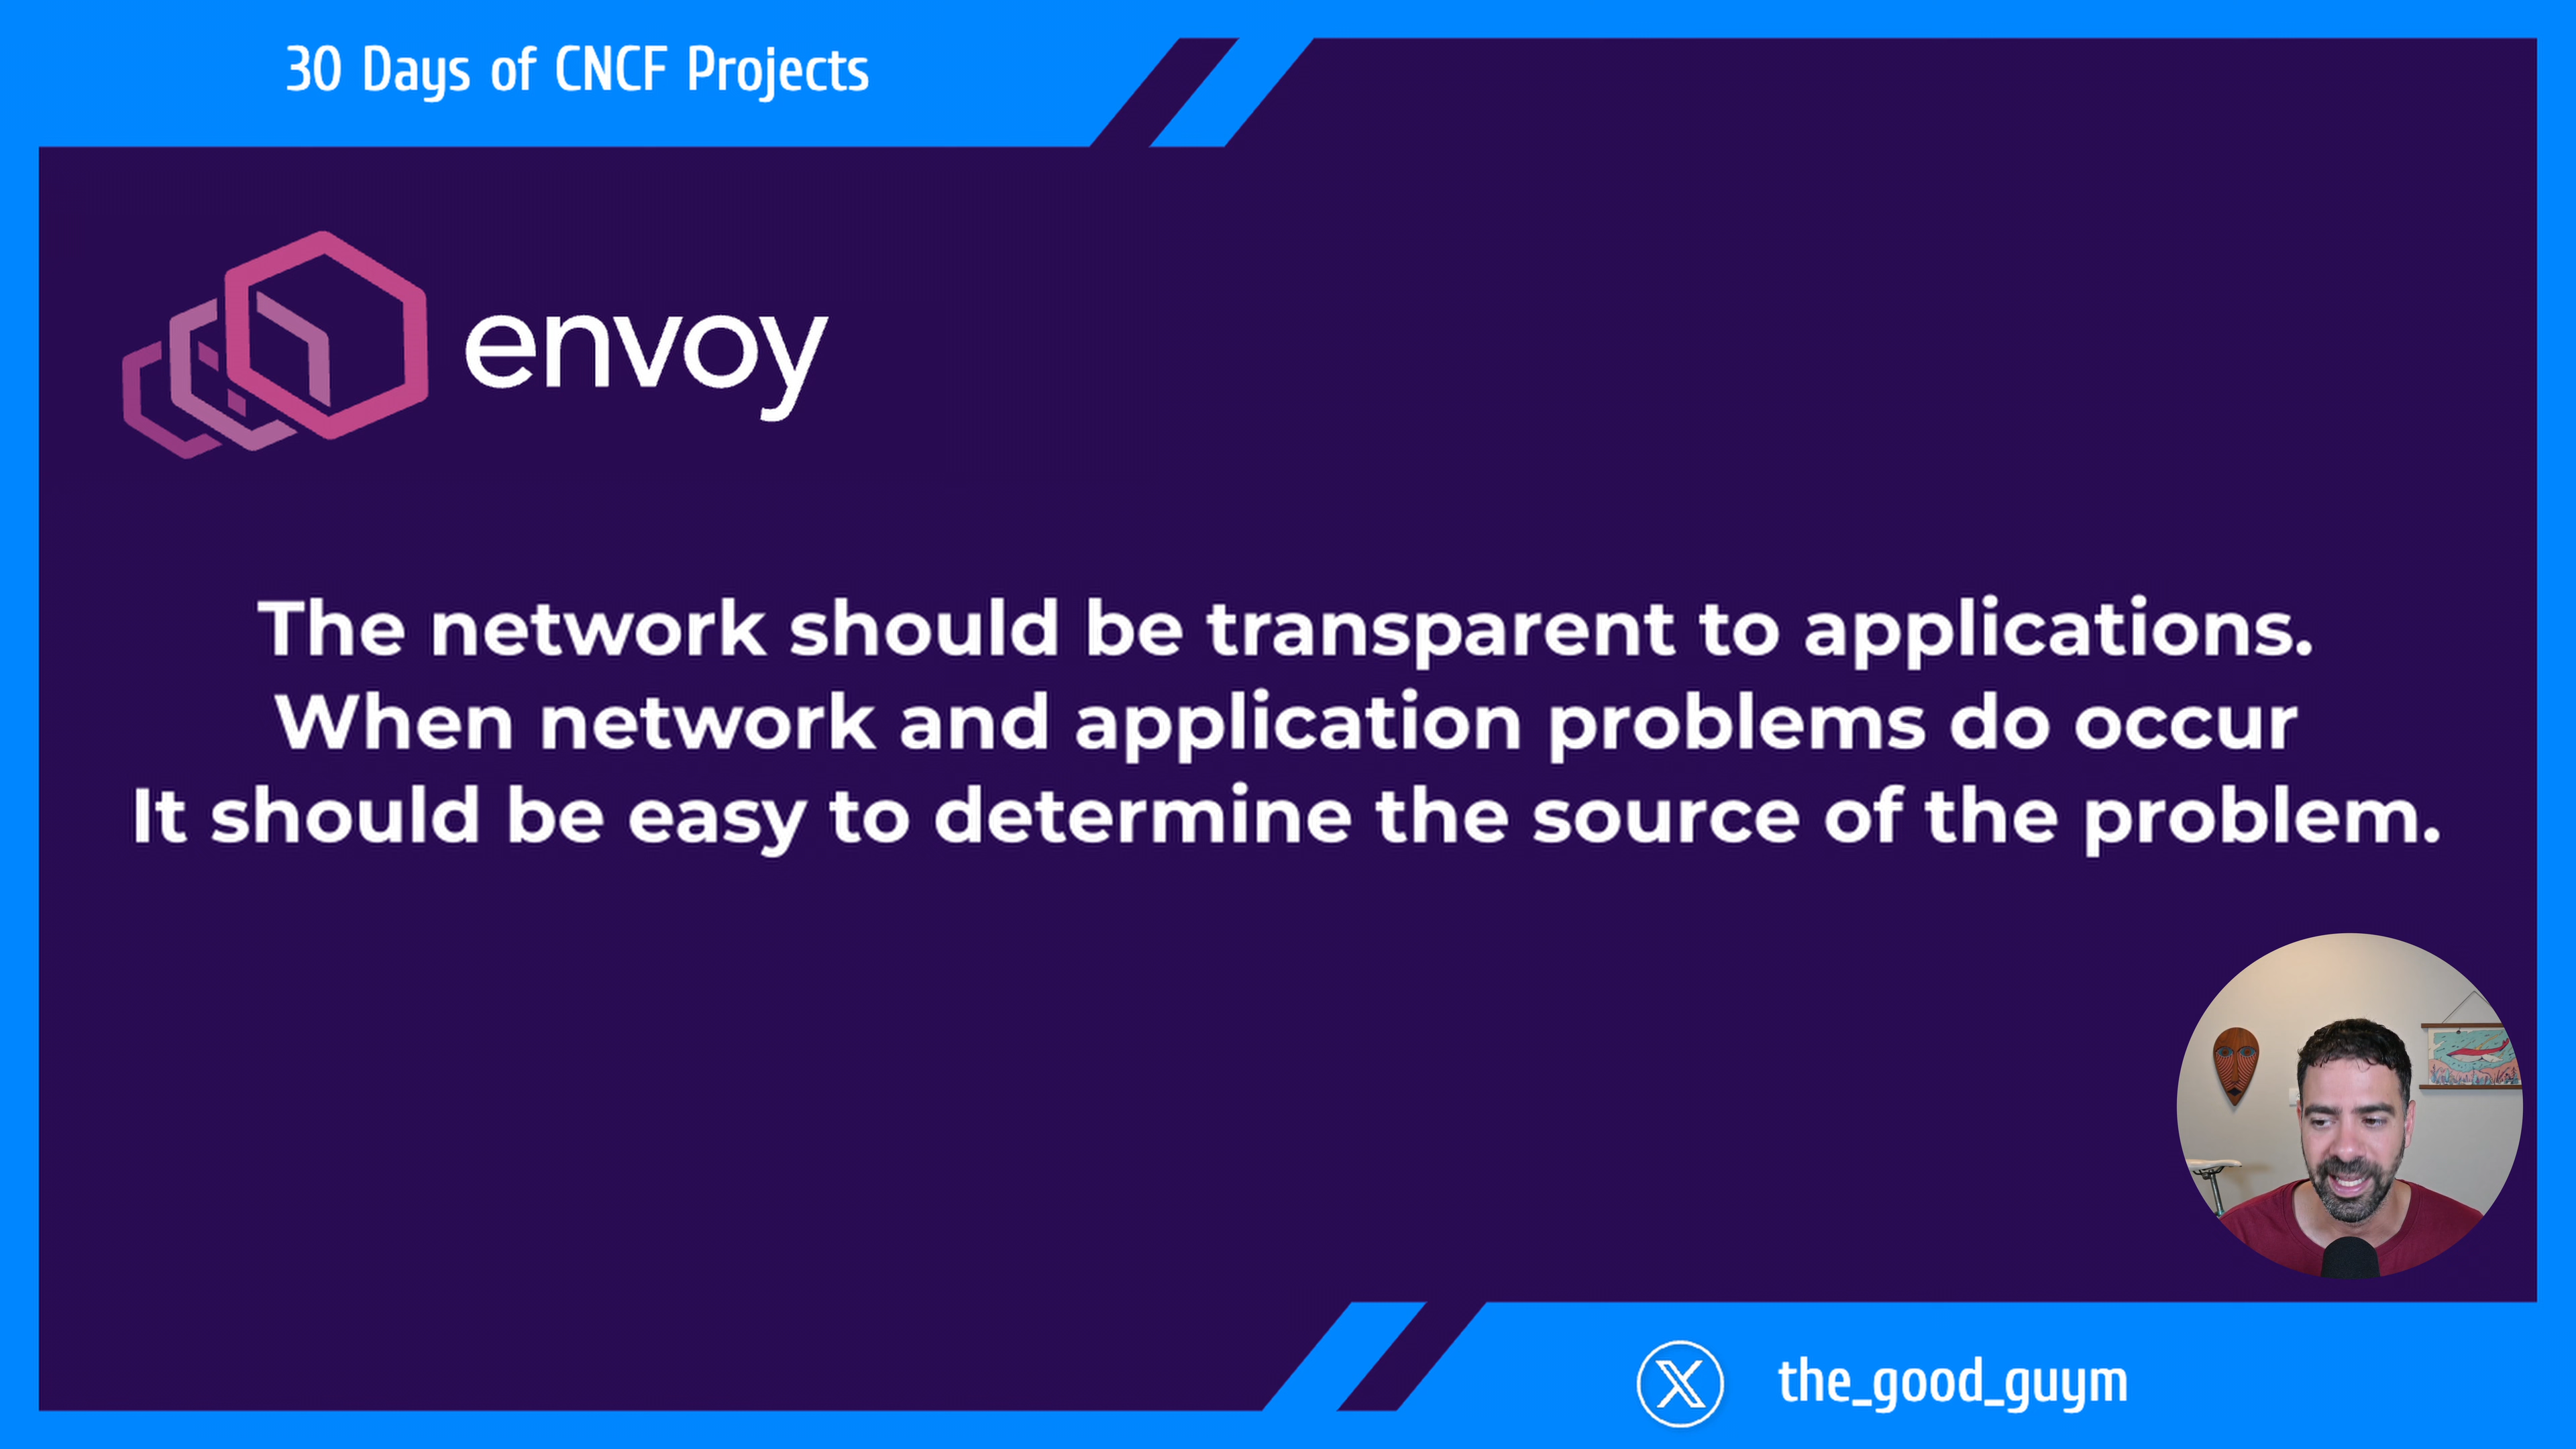 30 Days of CNCF Projects
envoy
The network should be transparent to applications.
When network and application problems do occur
It should be easy to determine the source of the problem.
the_good_guym